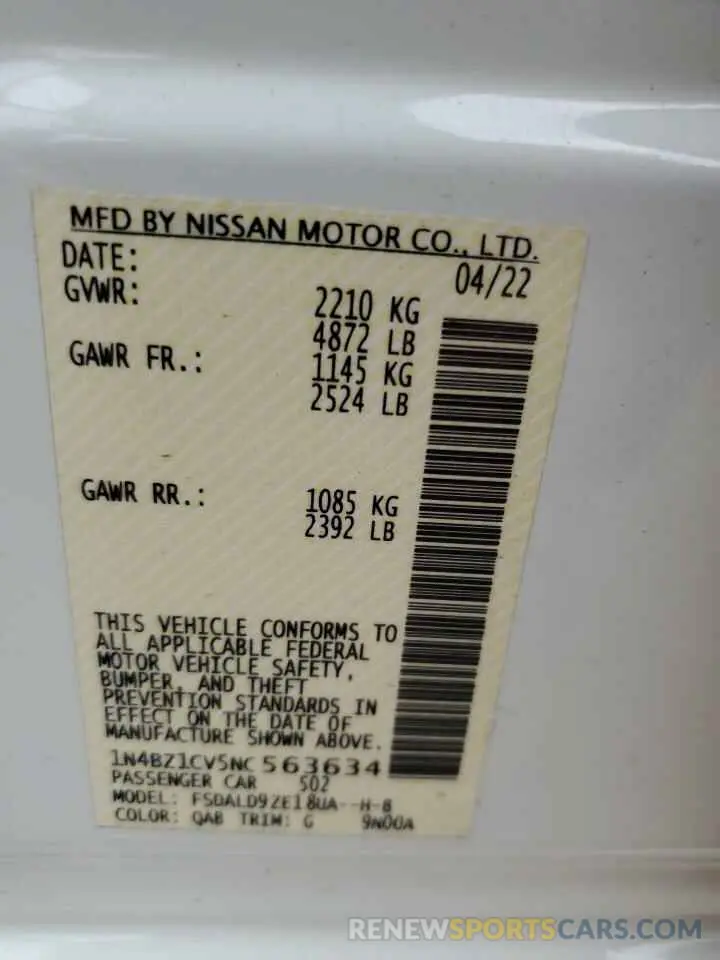 MFD BY NISSAN MOTOR CO., LTD.
DATE: 04/22
GVWR: 2210 KG
4872 LB
GAWR FR.: 1145 KG
2524 LB
GAWR RR.: 1085 KG
2392 LB
THIS VEHICLE CONFORMS TO
ALL APPLICABLE FEDERAL
MOTOR VEHICLE SAFETY,
BUMPER, AND THEFT
PREVENTION STANDARDS IN
EFFECT ON THE DATE OF
MANUFACTURE SHOWN ABOVE.
1N4BZ1CV5NC563634
PASSENGER CAR 502
MODEL: FSDALD9ZE18UA--H-8
COLOR: QAB TRIM: G 9N00A
RENEWSPORTSCARS.COM